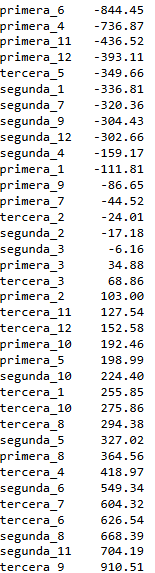 primera_6 -844.45
primera_4 -736.87
primera_11 -436.52
primera_12 -393.11
tercera_5 -349.66
segunda_1 -336.81
segunda_7 -320.36
segunda_9 -304.43
segunda_12 -302.66
segunda_4 -159.17
primera_1 -111.81
primera_9 -86.65
primera_7 -44.52
tercera_2 -24.01
segunda_2 -17.18
segunda_3 -6.16
primera_3 34.88
tercera_3 68.86
primera_2 103.00
tercera_11 127.54
tercera_12 152.58
primera_10 192.46
primera_5 198.99
segunda_10 224.40
tercera_1 255.85
tercera_10 275.86
tercera_8 294.38
segunda_5 327.02
primera_8 364.56
tercera_4 418.97
segunda_6 549.34
tercera_7 604.32
tercera_6 626.54
segunda_8 668.39
segunda_11 704.19
tercera_9 910.51